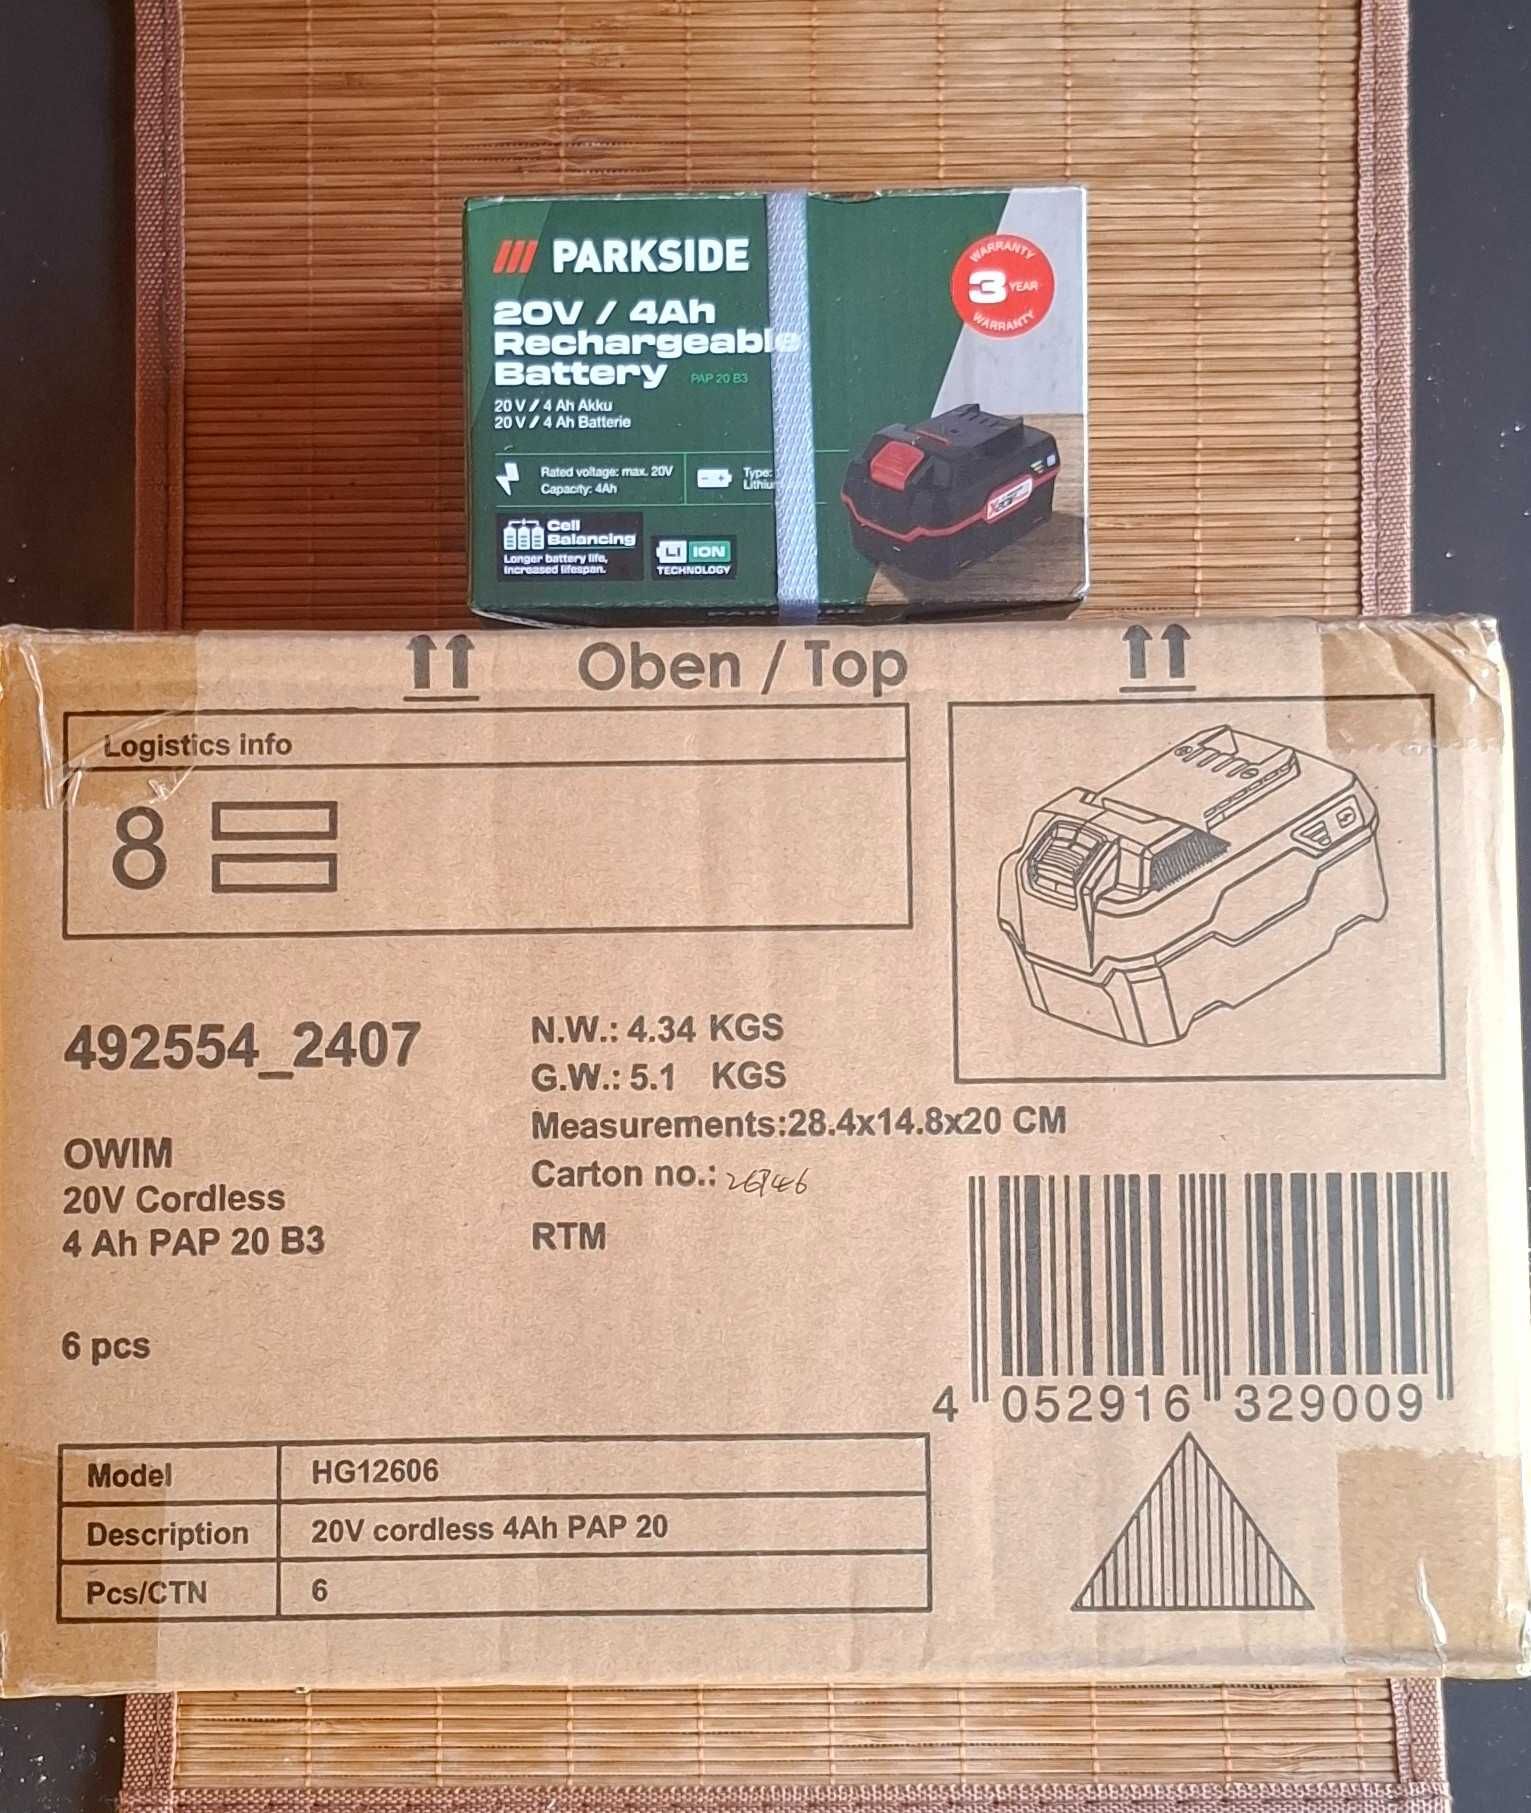 PARKSIDE
20V / 4Ah
Rechargeable
Battery PAP 20 B3
20 V / 4 Ah Akku
20 V / 4 Ah Batterie
Rated voltage: max. 20V
Capacity: 4Ah
Type:
Cell
Balancing
Longer battery life,
increased lifespan.
LI ION
TECHNOLOGY
WARRANTY
3 YEAR
WARRANTY
Oben / Top
Logistics info
8
492554_2407
OWIM
20V Cordless
4 Ah PAP 20 B3
6 pcs
N.W.: 4.34 KGS
G.W.: 5.1 KGS
Measurements:28.4x14.8x20 CM
Carton no.:
RTM
4 052916 329009
Model HG12606
Description 20V cordless 4Ah PAP 20
Pcs/CTN 6